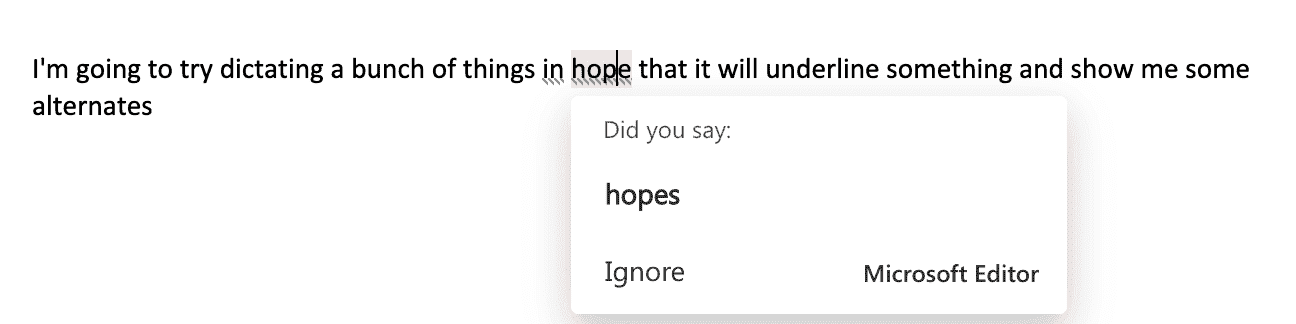 I'm going to try dictating a bunch of things in hope that it will underline something and show me some
alternates
Did you say:
hopes
Ignore Microsoft Editor